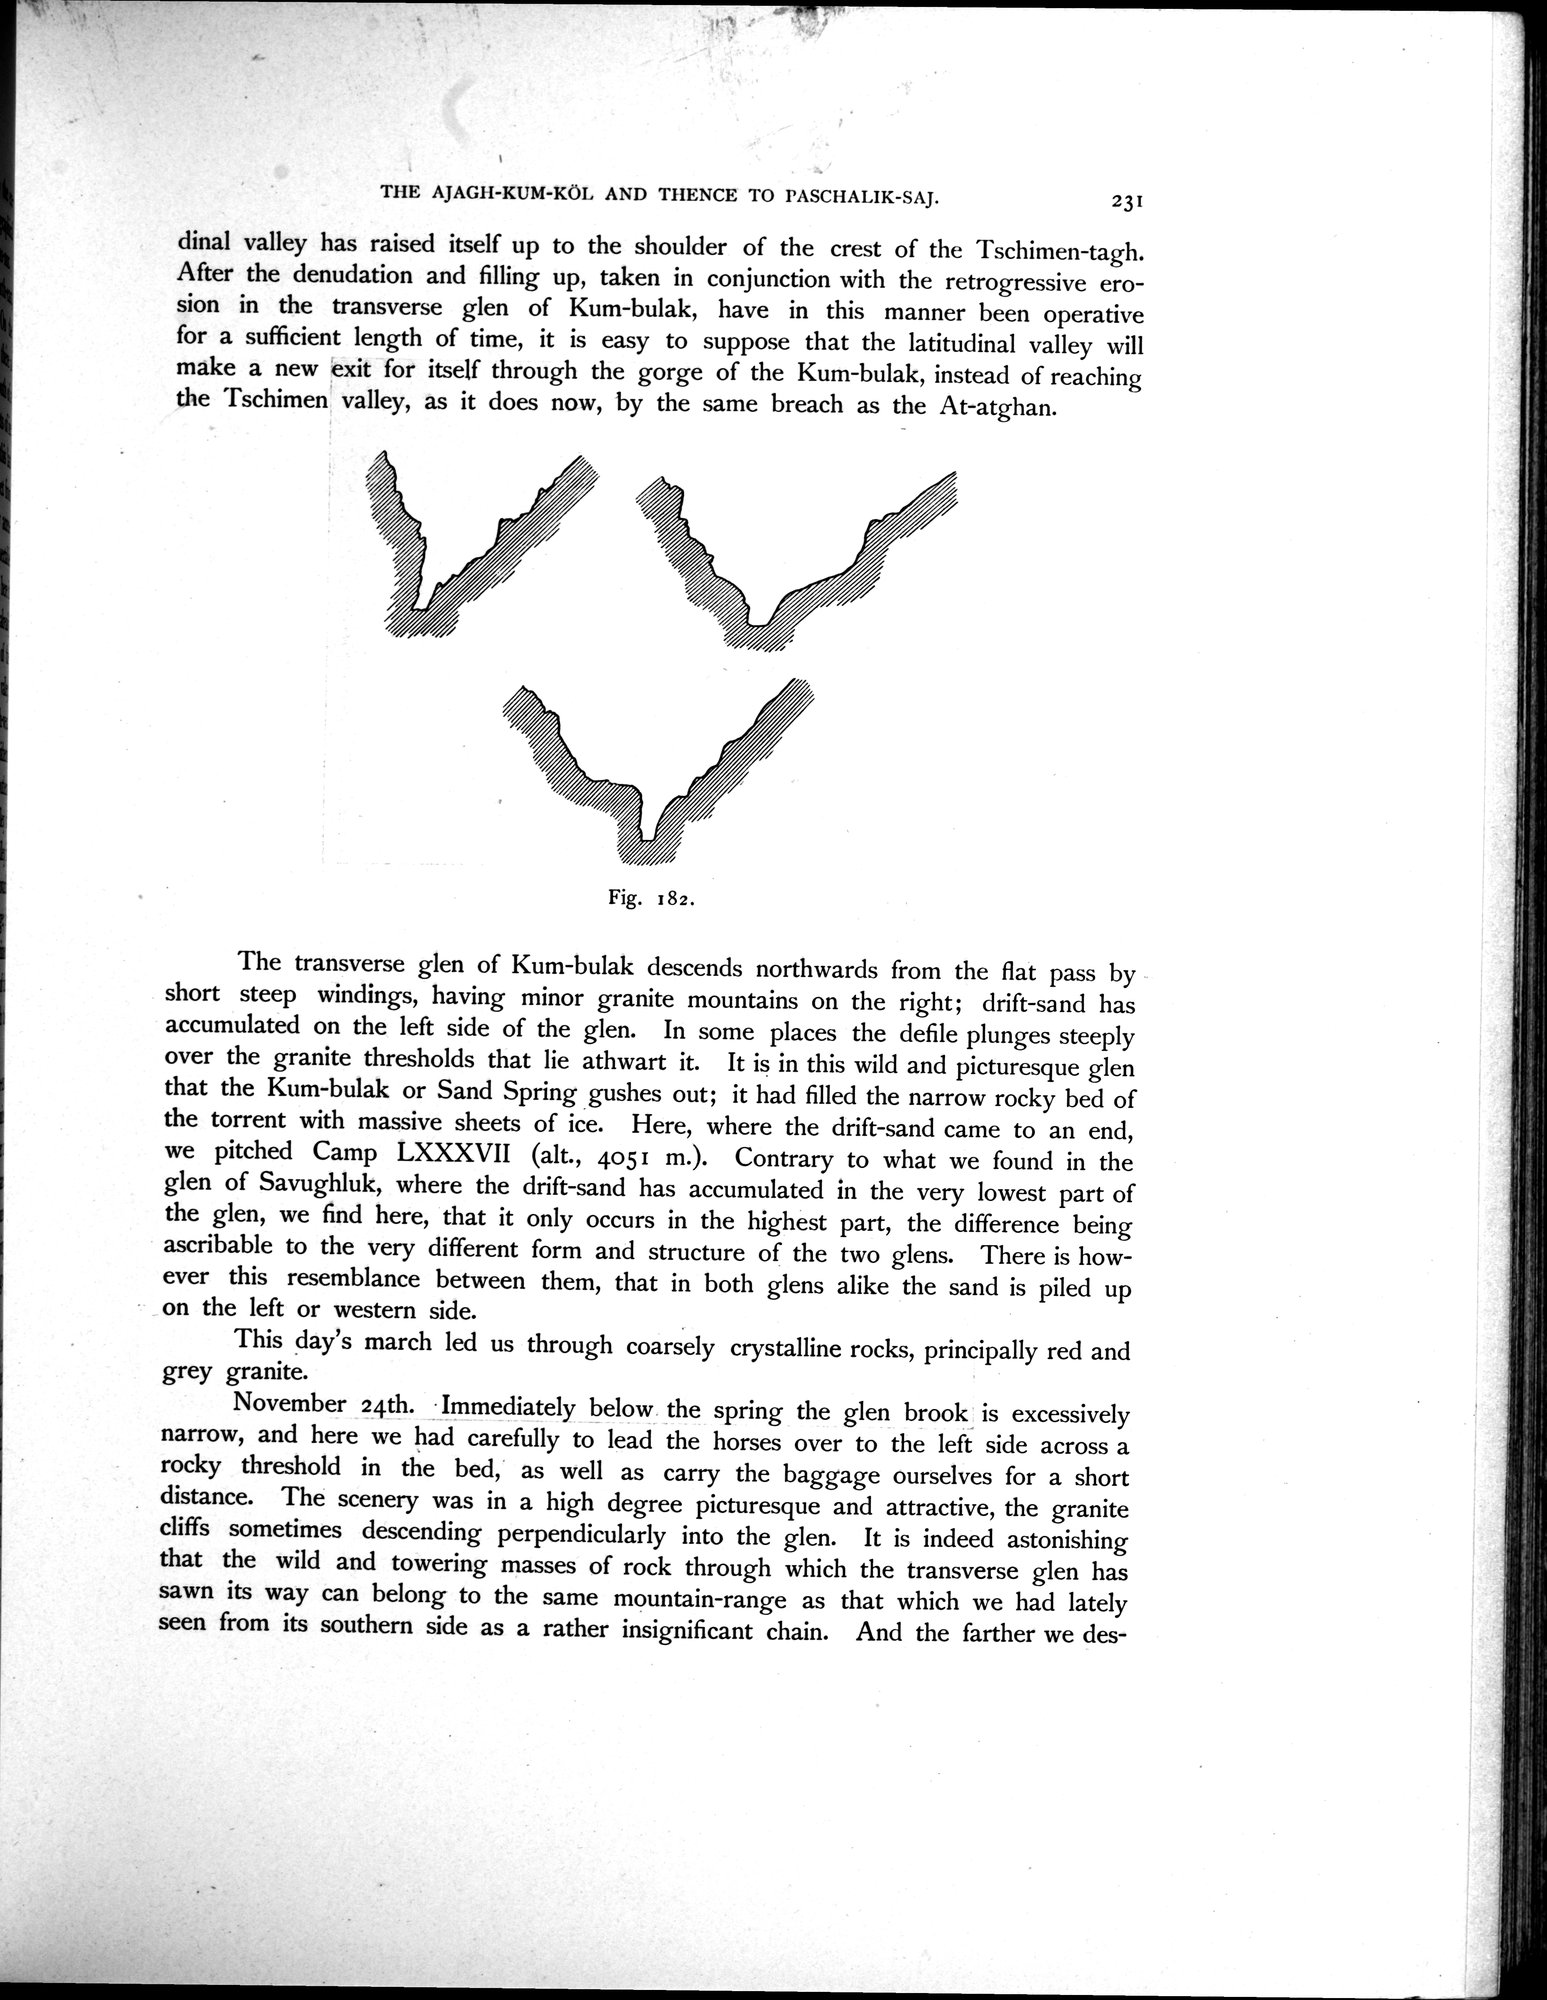 THE AJAGH-KUM-KÖL AND THENCE TO PASCHALIK-SAJ. 231
dinal valley has raised itself up to the shoulder of the crest of the Tschimen-tagh.
After the denudation and filling up, taken in conjunction with the retrogressive ero-
sion in the transverse glen of Kum-bulak, have in this manner been operative
for a sufficient length of time, it is easy to suppose that the latitudinal valley will
make a new exit for itself through the gorge of the Kum-bulak, instead of reaching
the Tschimen valley, as it does now, by the same breach as the At-atghan.
Fig. 182.
The transverse glen of Kum-bulak descends northwards from the flat pass by
short steep windings, having minor granite mountains on the right; drift-sand has
accumulated on the left side of the glen. In some places the defile plunges steeply
over the granite thresholds that lie athwart it. It is in this wild and picturesque glen
that the Kum-bulak or Sand Spring gushes out; it had filled the narrow rocky bed of
the torrent with massive sheets of ice. Here, where the drift-sand came to an end,
we pitched Camp LXXXVII (alt., 4051 m.). Contrary to what we found in the
glen of Savughluk, where the drift-sand has accumulated in the very lowest part of
the glen, we find here, that it only occurs in the highest part, the difference being
ascribable to the very different form and structure of the two glens. There is how-
ever this resemblance between them, that in both glens alike the sand is piled up
on the left or western side.
This day's march led us through coarsely crystalline rocks, principally red and
grey granite.
November 24th. Immediately below the spring the glen brook is excessively
narrow, and here we had carefully to lead the horses over to the left side across a
rocky threshold in the bed, as well as carry the baggage ourselves for a short
distance. The scenery was in a high degree picturesque and attractive, the granite
cliffs sometimes descending perpendicularly into the glen. It is indeed astonishing
that the wild and towering masses of rock through which the transverse glen has
sawn its way can belong to the same mountain-range as that which we had lately
seen from its southern side as a rather insignificant chain. And the farther we des-